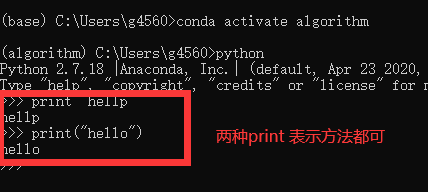 (base) C:\Users\g4560>conda activate algorithm
(algorithm) C:\Users\g4560>python
Python 2.7.18 |Anaconda, Inc.| (default, Apr 23 2020,
Type "help", "copyright", "credits" or "license" for
>>> print "hellp"
hellp
>>> print("hello")
hello
>>>
两种print 表示方法都可